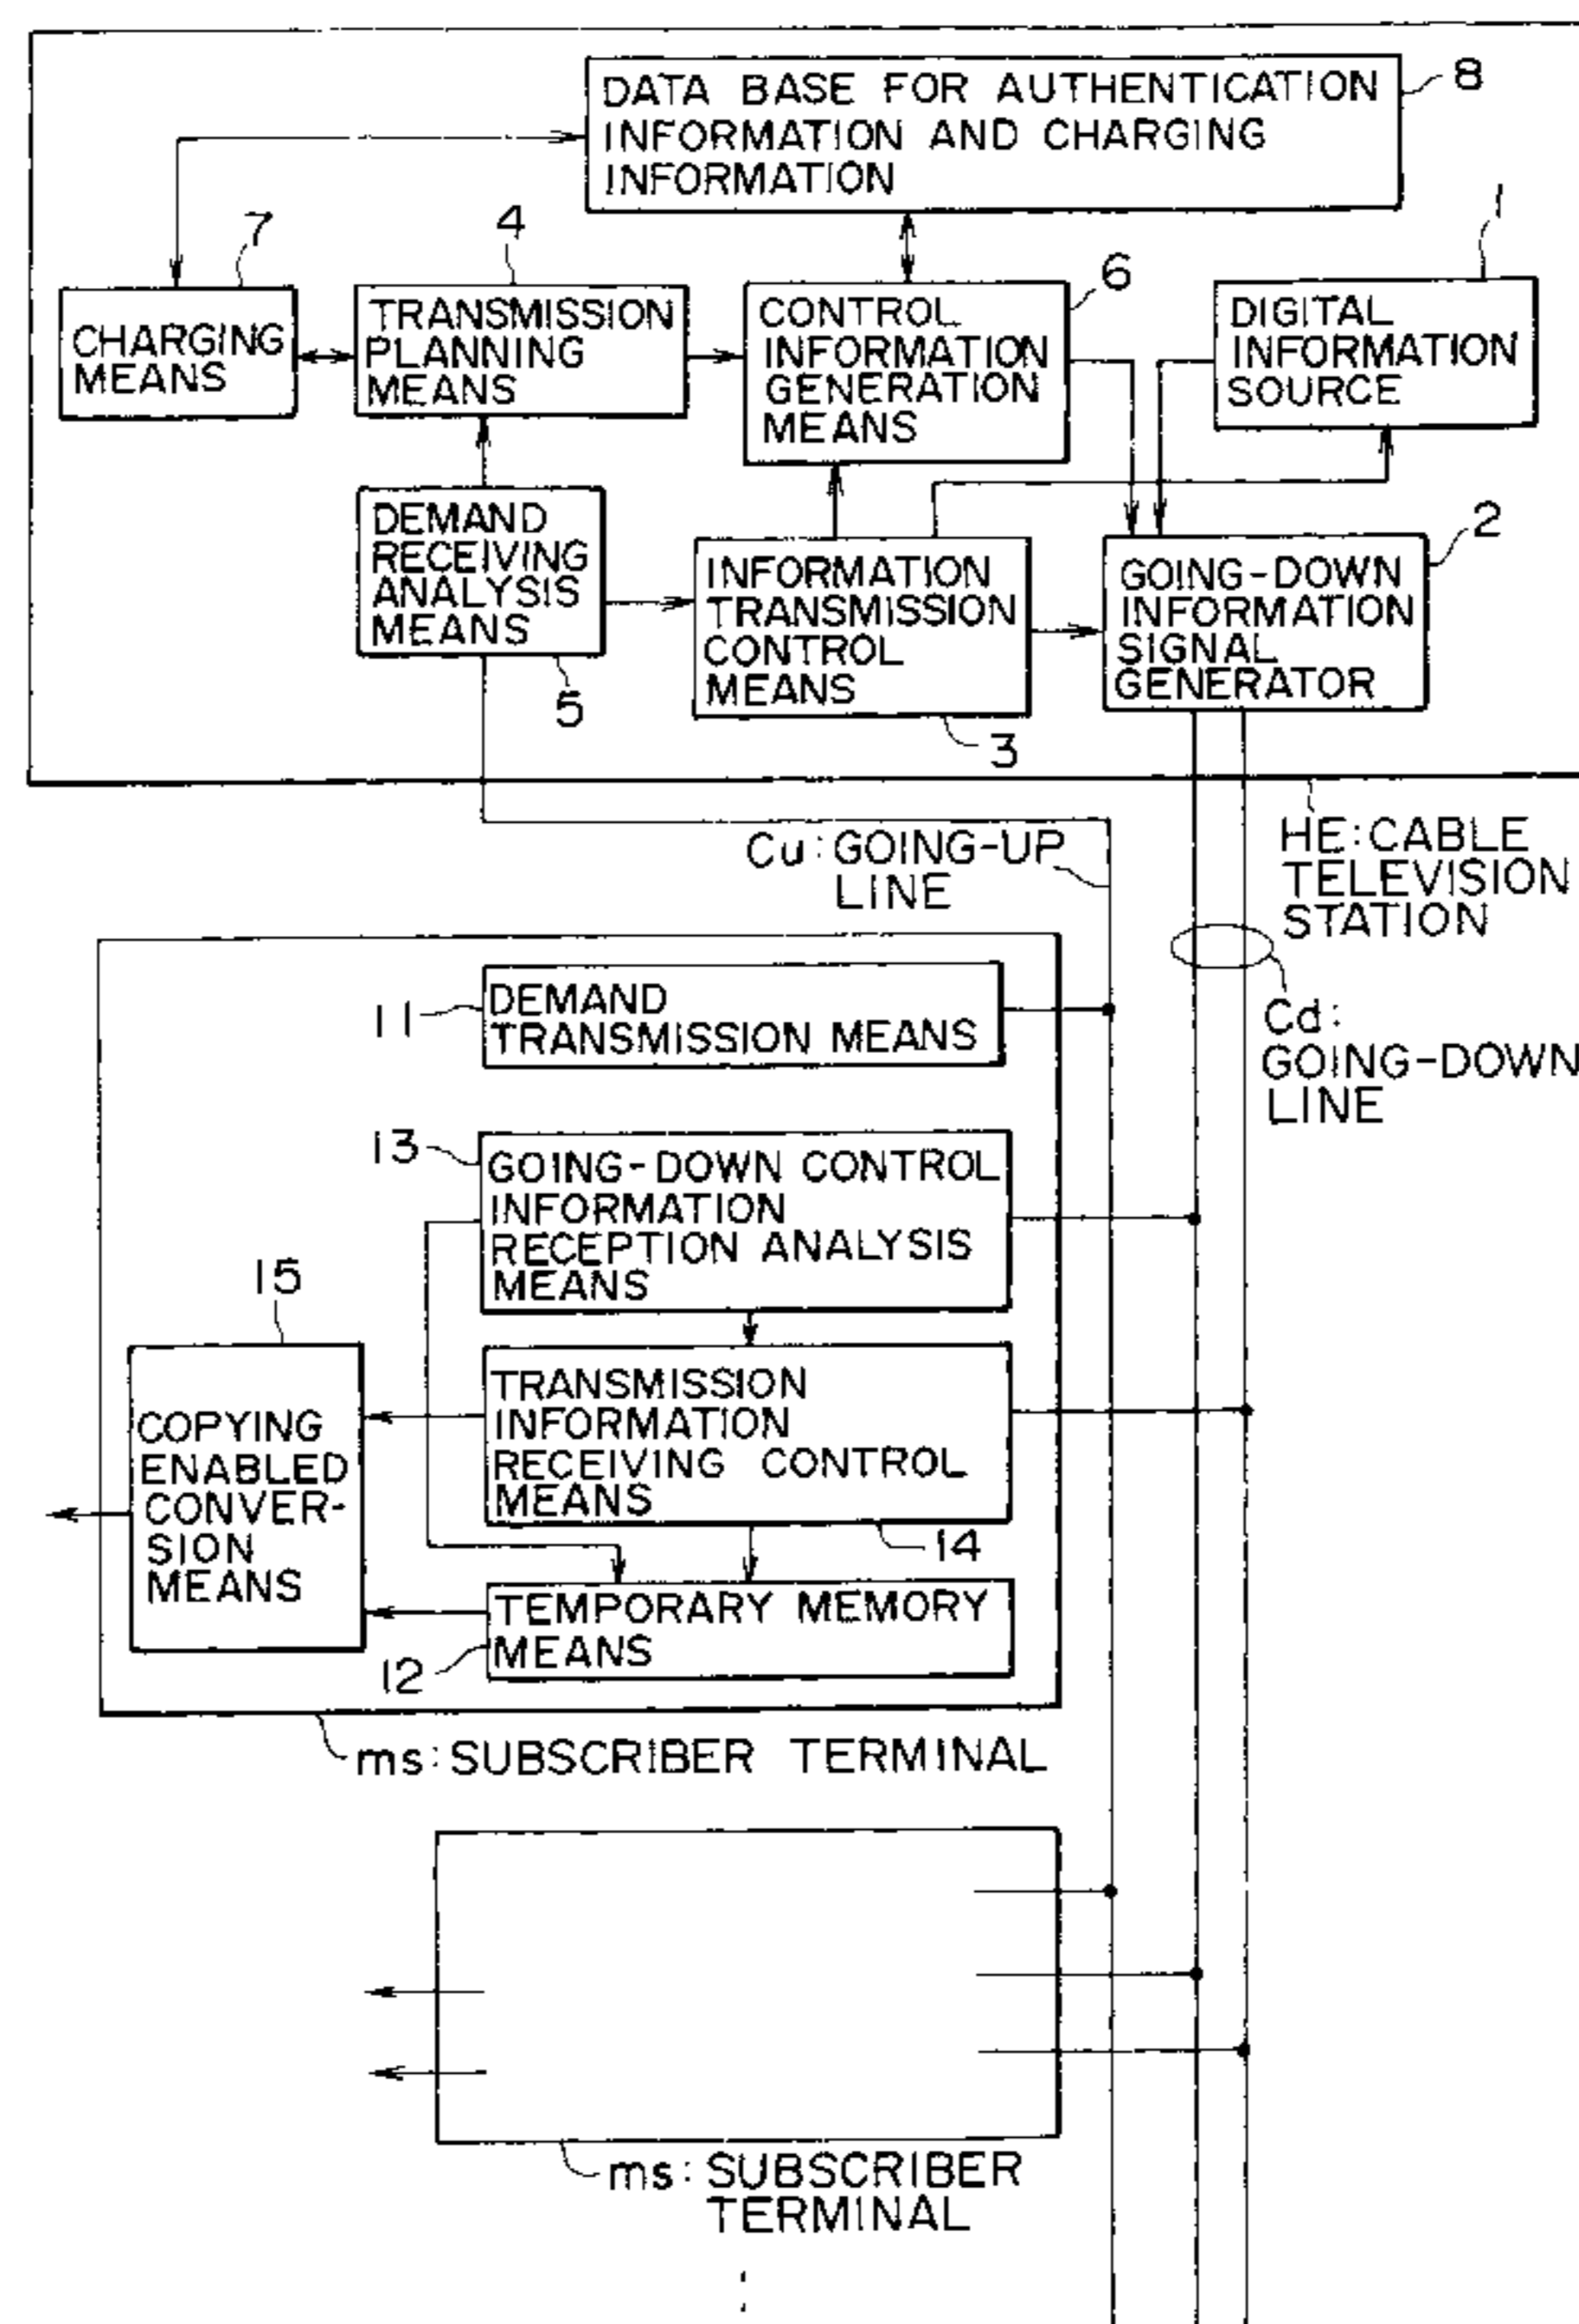 DATA BASE FOR AUTHENTICATION
INFORMATION AND CHARGING
INFORMATION
8
7
4
6
1
CHARGING
MEANS
TRANSMISSION
PLANNING
MEANS
CONTROL
INFORMATION
GENERATION
MEANS
DIGITAL
INFORMATION
SOURCE
DEMAND
RECEIVING
ANALYSIS
MEANS
5
INFORMATION
TRANSMISSION
CONTROL
MEANS
3
2
GOING-DOWN
INFORMATION
SIGNAL
GENERATOR
Cu: GOING-UP
LINE
HE: CABLE
TELEVISION
STATION
Cd:
GOING-DOWN
LINE
11
DEMAND
TRANSMISSION MEANS
13
GOING-DOWN CONTROL
INFORMATION
RECEPTION ANALYSIS
MEANS
15
COPYING
ENABLED
CONVER-
SION
MEANS
TRANSMISSION
INFORMATION
RECEIVING CONTROL
MEANS
14
TEMPORARY MEMORY
MEANS
12
ms: SUBSCRIBER TERMINAL
ms: SUBSCRIBER
TERMINAL